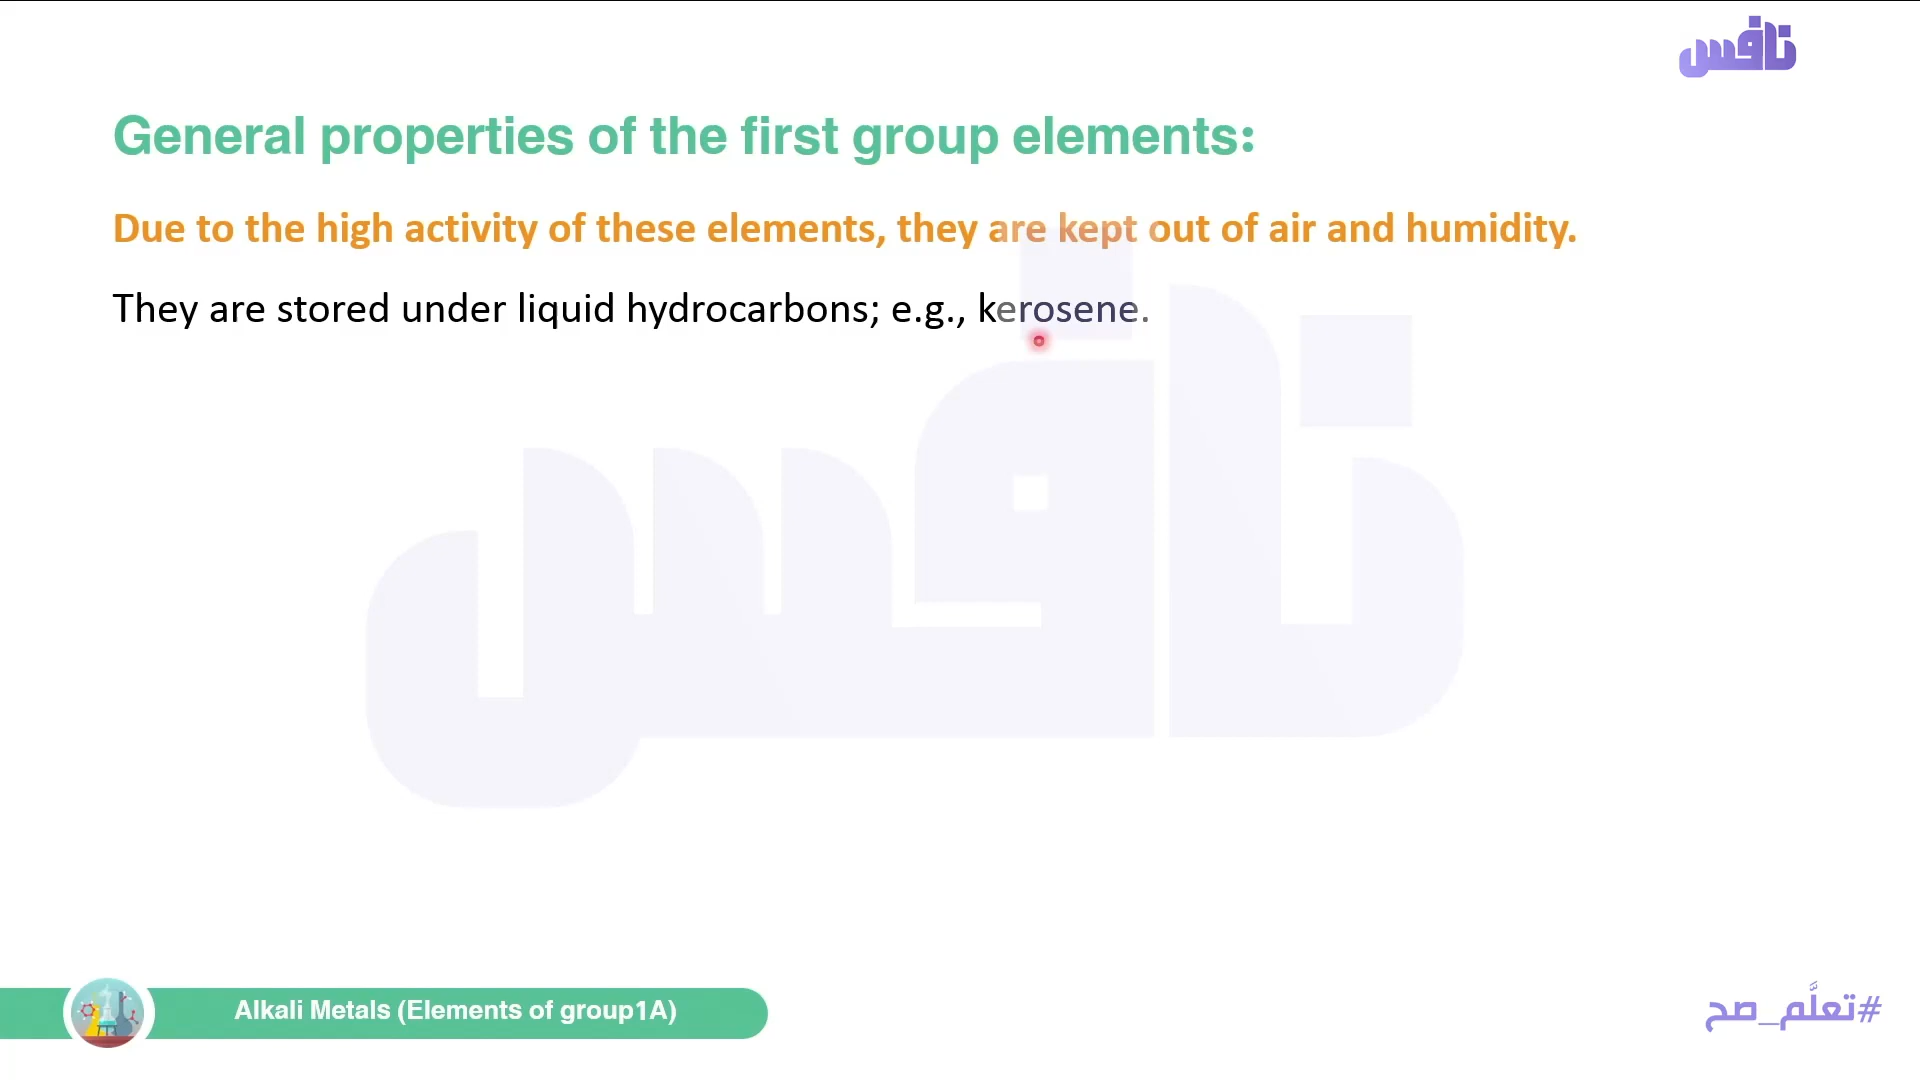 نافس
General properties of the first group elements:
Due to the high activity of these elements, they are kept out of air and humidity.
They are stored under liquid hydrocarbons; e.g., kerosene.
نافس
Alkali Metals (Elements of group1A)
#تعلَّم_صح